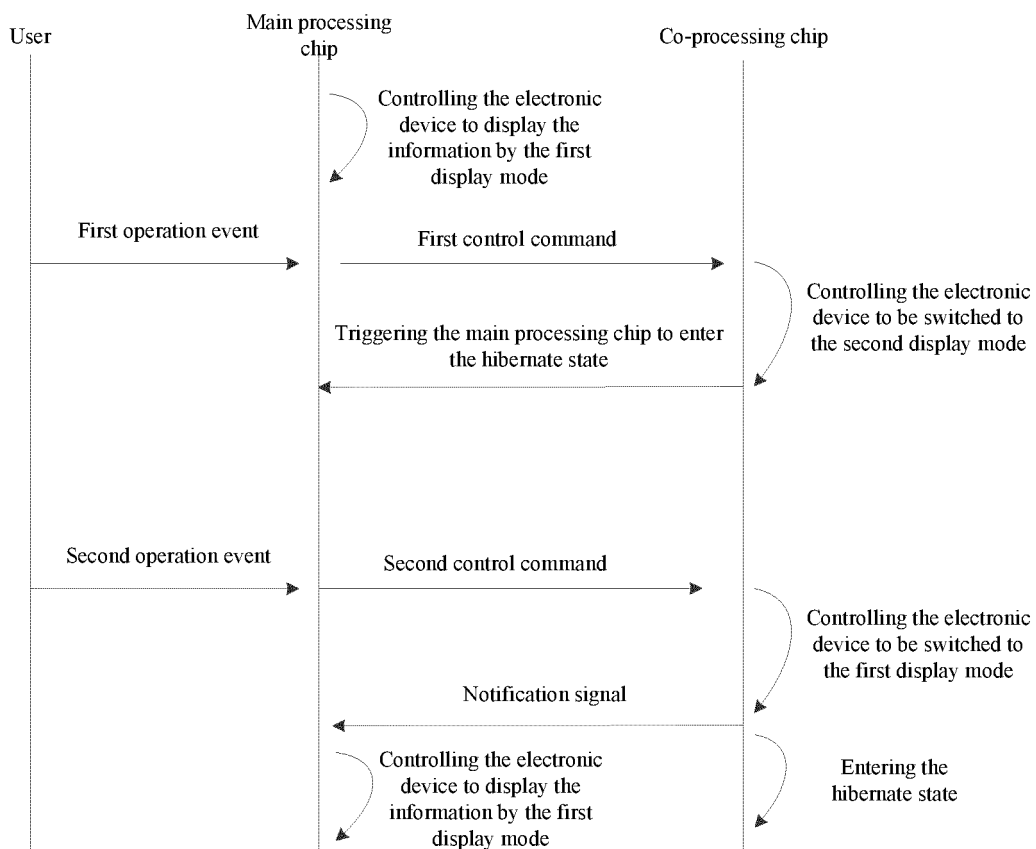 User
Main processing
chip
Co-processing chip
Controlling the electronic
device to display the
information by the first
display mode
First operation event
First control command
Controlling the electronic
device to be switched to
the second display mode
Triggering the main processing chip to enter
the hibernate state
Second operation event
Second control command
Controlling the electronic
device to be switched to
the first display mode
Notification signal
Controlling the electronic
device to display the
information by the first
display mode
Entering the
hibernate state